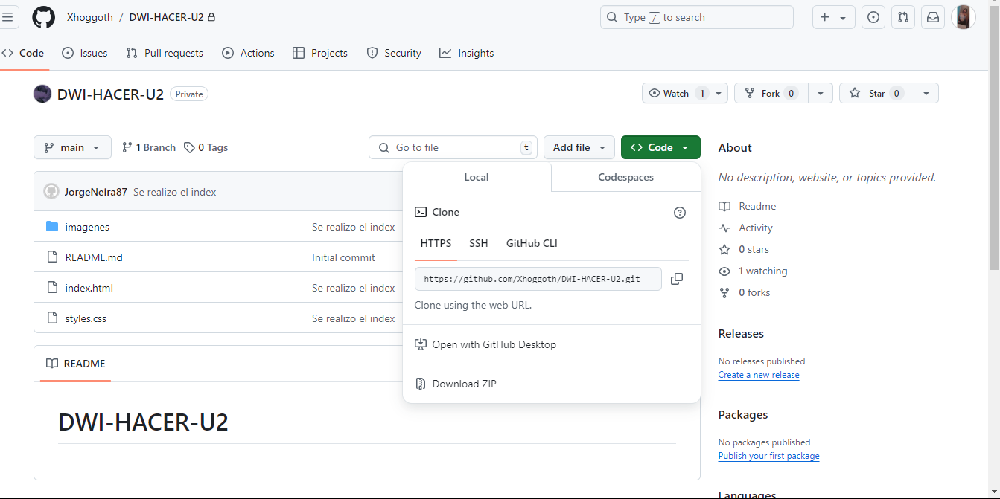 Xhoggoth / DWI-HACER-U2
Type / to search
Code
Issues
Pull requests
Actions
Projects
Security
Insights
DWI-HACER-U2 Private
Watch 1
Fork 0
Star 0
main
1 Branch
0 Tags
Go to file t
Add file
Code
JorgeNeira87 Se realizo el index
imagenes Se realizo el index
README.md Initial commit
index.html Se realizo el index
styles.css Se realizo el index
README
DWI-HACER-U2
Local
Codespaces
Clone
HTTPS
SSH
GitHub CLI
https://github.com/Xhoggoth/DWI-HACER-U2.git
Clone using the web URL.
Open with GitHub Desktop
Download ZIP
About
No description, website, or topics provided.
Readme
Activity
0 stars
1 watching
0 forks
Releases
No releases published
Create a new release
Packages
No packages published
Publish your first package
Languages